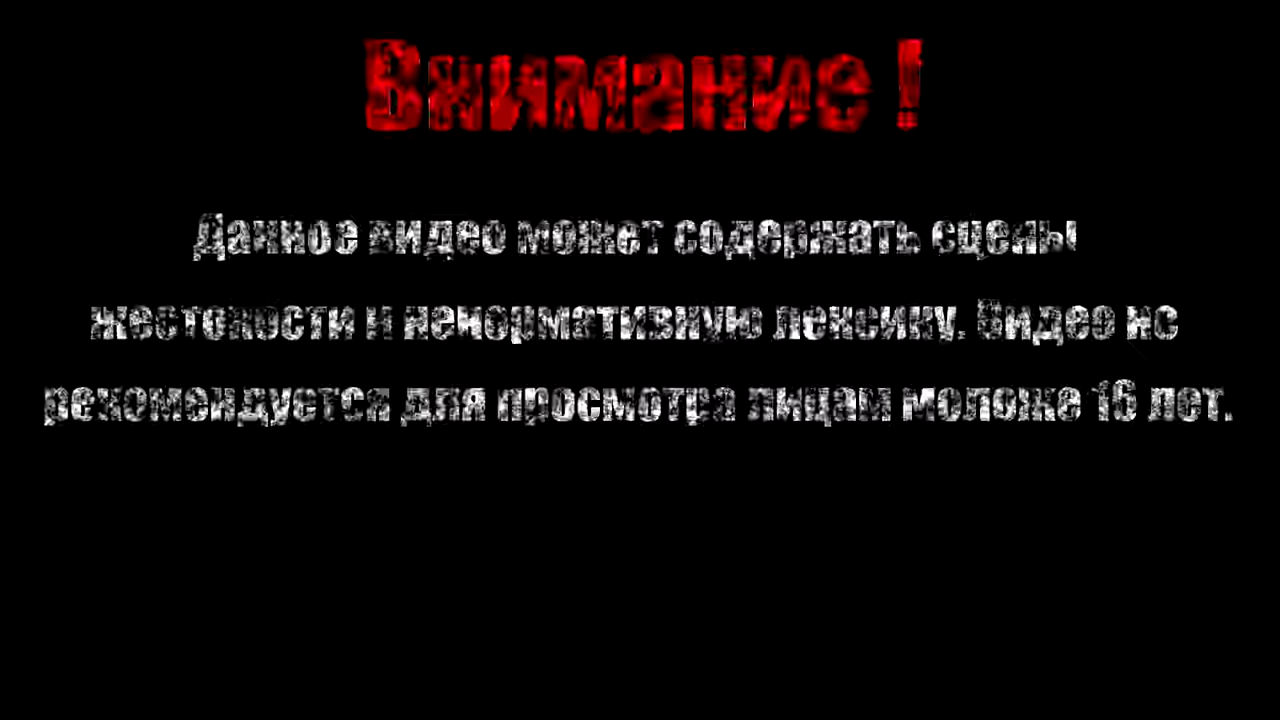 Внимание !
Данное видео может содержать сцены
жестокости и ненормативную лексику. Видео не
рекомендуется для просмотра лицам моложе 16 лет.